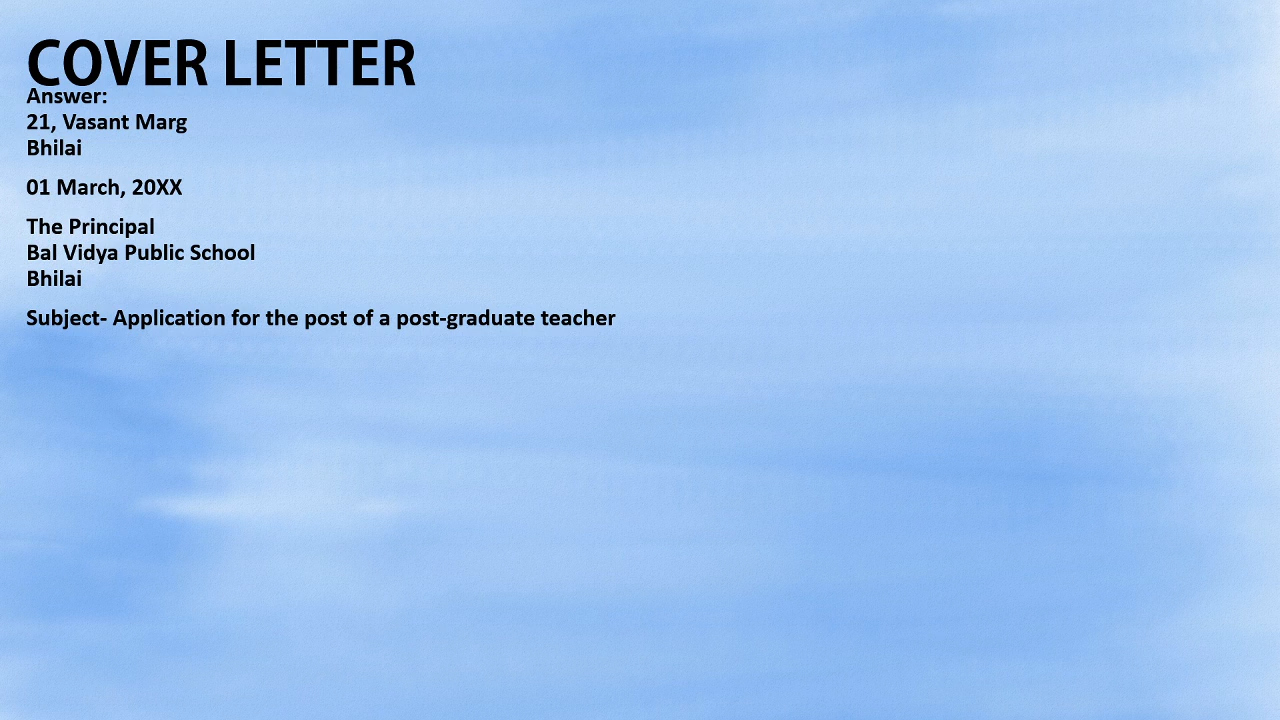 COVER LETTER
Answer:
21, Vasant Marg
Bhilai
01 March, 20XX
The Principal
Bal Vidya Public School
Bhilai
Subject- Application for the post of a post-graduate teacher